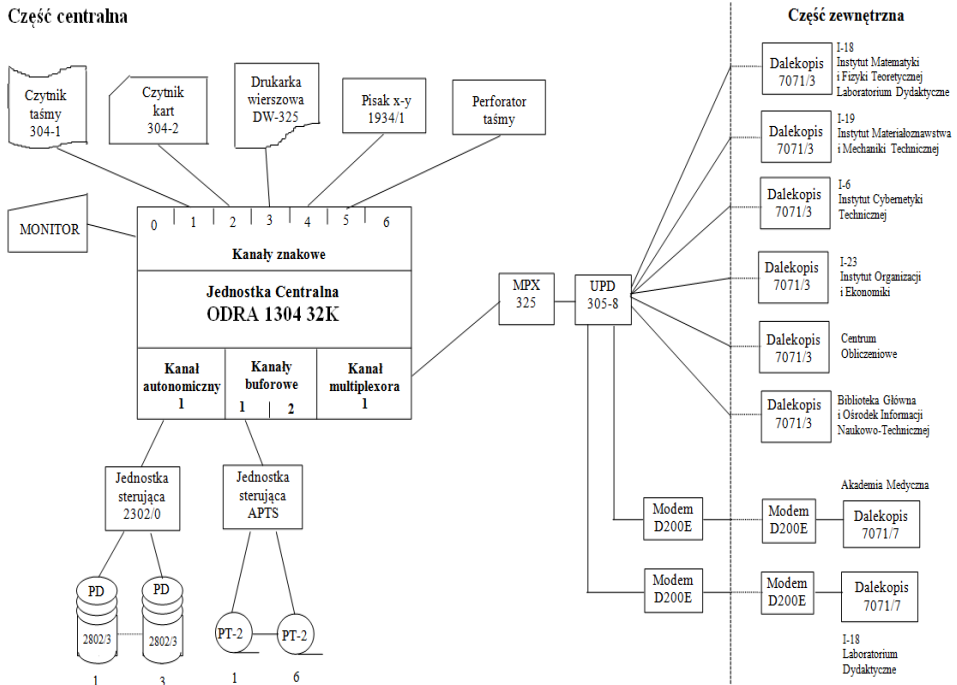 Część centralna
Część zewnętrzna
Czytnik
taśmy
304-1
Czytnik
kart
304-2
Drukarka
wierszowa
DW-325
Pisak x-y
1934/1
Perforator
taśmy
MONITOR
0 1 2 3 4 5 6
Kanały znakowe
Jednostka Centralna
ODRA 1304 32K
Kanał
autonomiczny
1
Kanały
buforowe
1 2
Kanał
multiplexora
1
MPX
325
UPD
305-8
Jednostka
sterująca
2302/0
Jednostka
sterująca
APTS
PD
2802/3
1
PD
2802/3
3
PT-2
1
PT-2
6
Dalekopis
7071/3
I-18
Instytut Matematyki
i Fizyki Teoretycznej
Laboratorium Dydaktyczne
Dalekopis
7071/3
I-19
Instytut Materiałoznawstwa
i Mechaniki Technicznej
Dalekopis
7071/3
I-6
Instytut Cybernetyki
Technicznej
Dalekopis
7071/3
I-23
Instytut Organizacji
i Ekonomiki
Dalekopis
7071/3
Centrum
Obliczeniowe
Dalekopis
7071/3
Biblioteka Główna
i Ośrodek Informacji
Naukowo-Technicznej
Modem
D200E
Modem
D200E
Akademia Medyczna
Dalekopis
7071/7
Modem
D200E
Modem
D200E
Dalekopis
7071/7
I-18
Laboratorium
Dydaktyczne